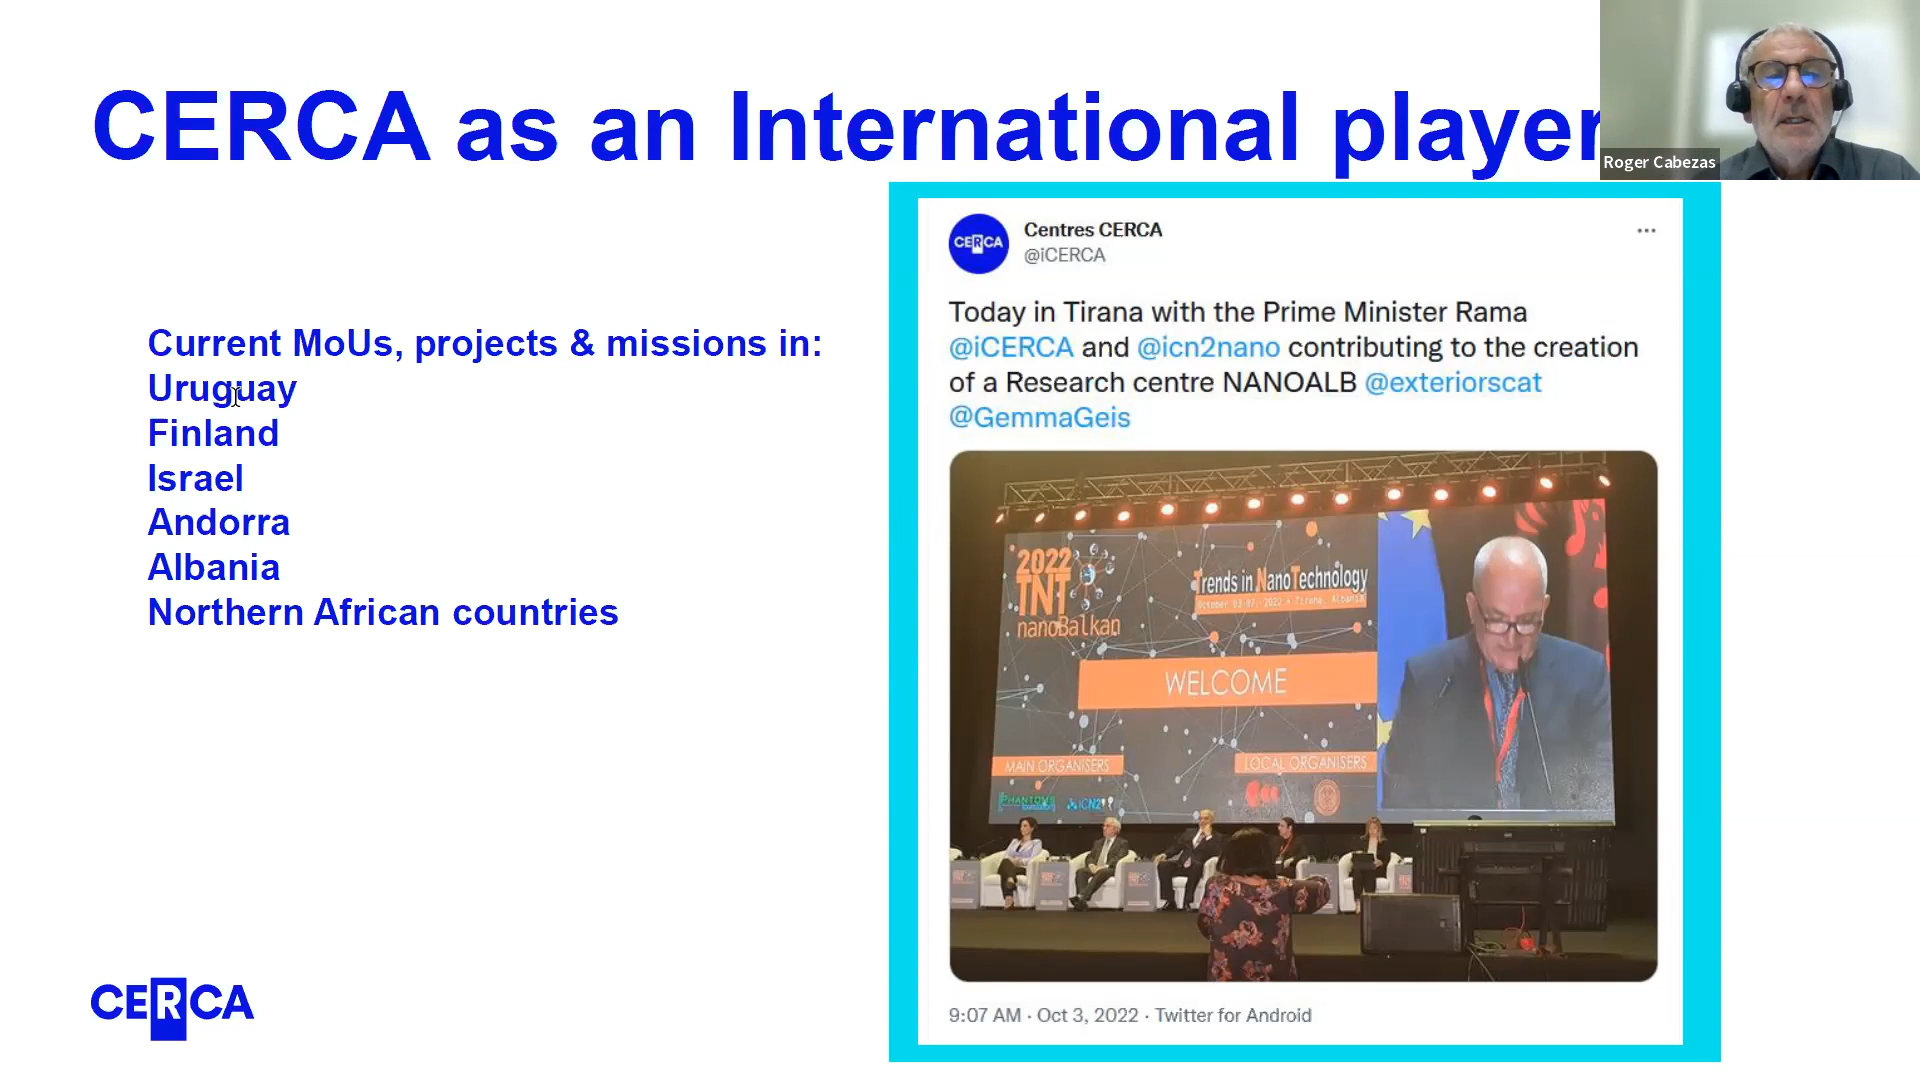 CERCA as an International player
Roger Cabezas
Current MoUs, projects & missions in:
Uruguay
Finland
Israel
Andorra
Albania
Northern African countries
CERCA
CERCA
Centres CERCA
@iCERCA
Today in Tirana with the Prime Minister Rama
@iCERCA and @icn2nano contributing to the creation
of a Research centre NANOALB @exteriorscat
@GemmaGeis
2022
TNT
nanoBalkan
Trends in NanoTechnology
WELCOME
MAIN ORGANISERS
LOCAL ORGANISERS
PHANTOMS
ICN2
9:07 AM · Oct 3, 2022 · Twitter for Android